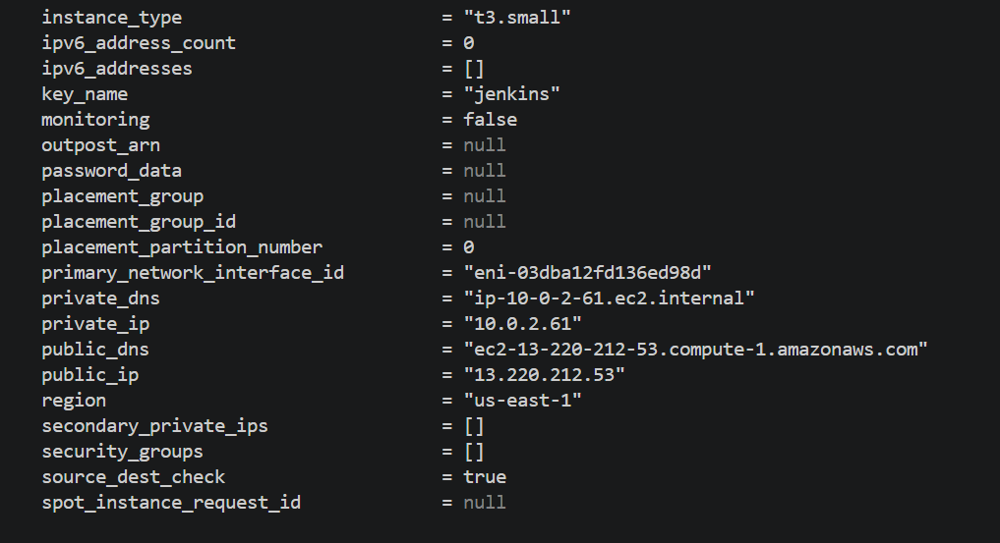 instance_type = "t3.small"
ipv6_address_count = 0
ipv6_addresses = []
key_name = "jenkins"
monitoring = false
outpost_arn = null
password_data = null
placement_group = null
placement_group_id = null
placement_partition_number = 0
primary_network_interface_id = "eni-03dba12fd136ed98d"
private_dns = "ip-10-0-2-61.ec2.internal"
private_ip = "10.0.2.61"
public_dns = "ec2-13-220-212-53.compute-1.amazonaws.com"
public_ip = "13.220.212.53"
region = "us-east-1"
secondary_private_ips = []
security_groups = []
source_dest_check = true
spot_instance_request_id = null